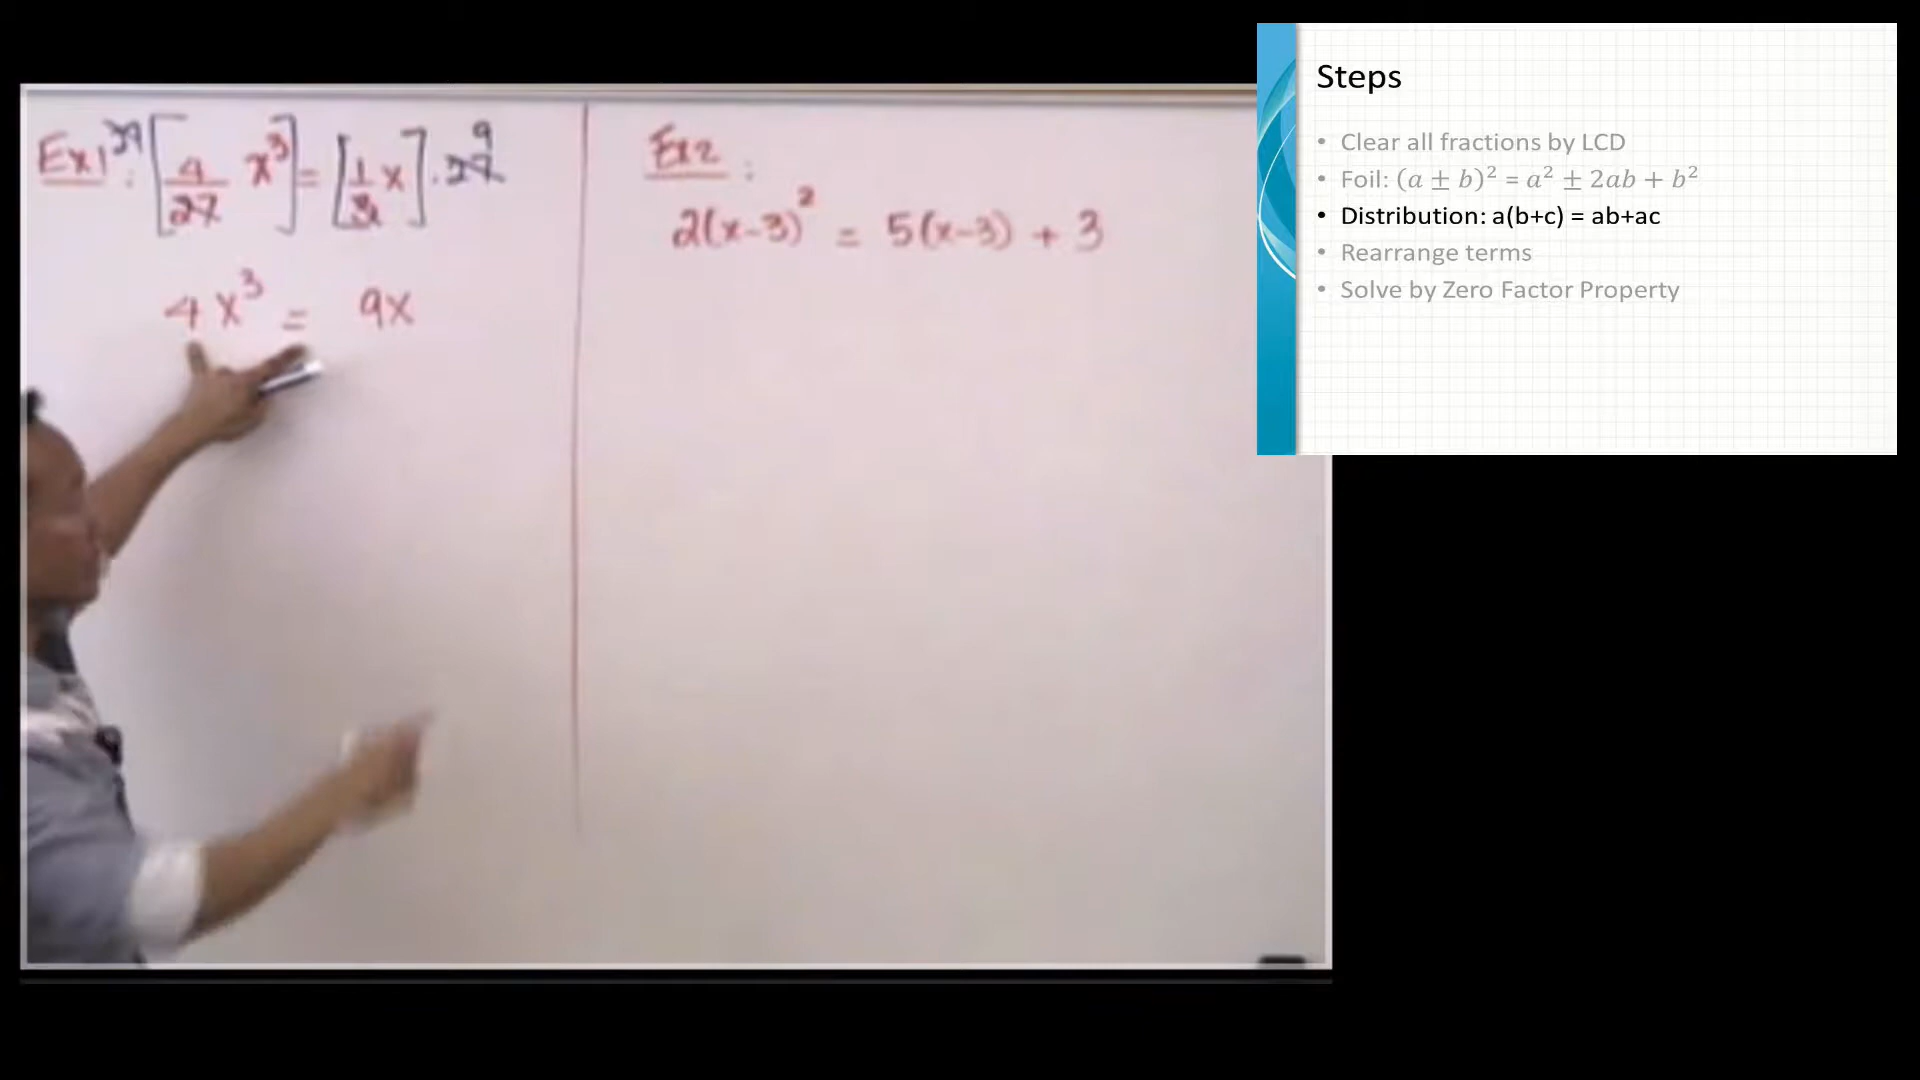 Ex1: 27[4/27 x³] = [1/3 x] · 27 9
4x³ = 9x
Ex2:
2(x-3)² = 5(x-3) + 3
Steps
• Clear all fractions by LCD
• Foil: (a ± b)² = a² ± 2ab + b²
• Distribution: a(b+c) = ab+ac
• Rearrange terms
• Solve by Zero Factor Property